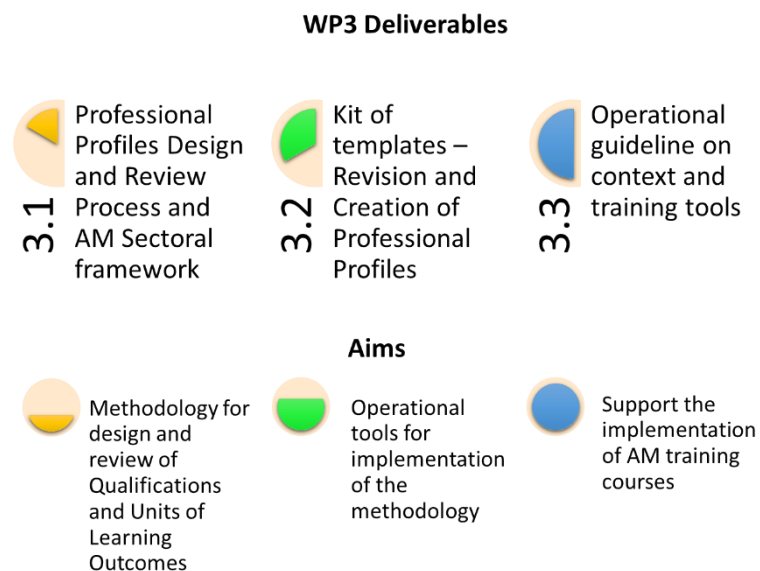 WP3 Deliverables
3.1
Professional
Profiles Design
and Review
Process and
AM Sectoral
framework
3.2
Kit of
templates –
Revision and
Creation of
Professional
Profiles
3.3
Operational
guideline on
context and
training tools
Aims
Methodology for
design and
review of
Qualifications
and Units of
Learning
Outcomes
Operational
tools for
implementation
of the
methodology
Support the
implementation
of AM training
courses